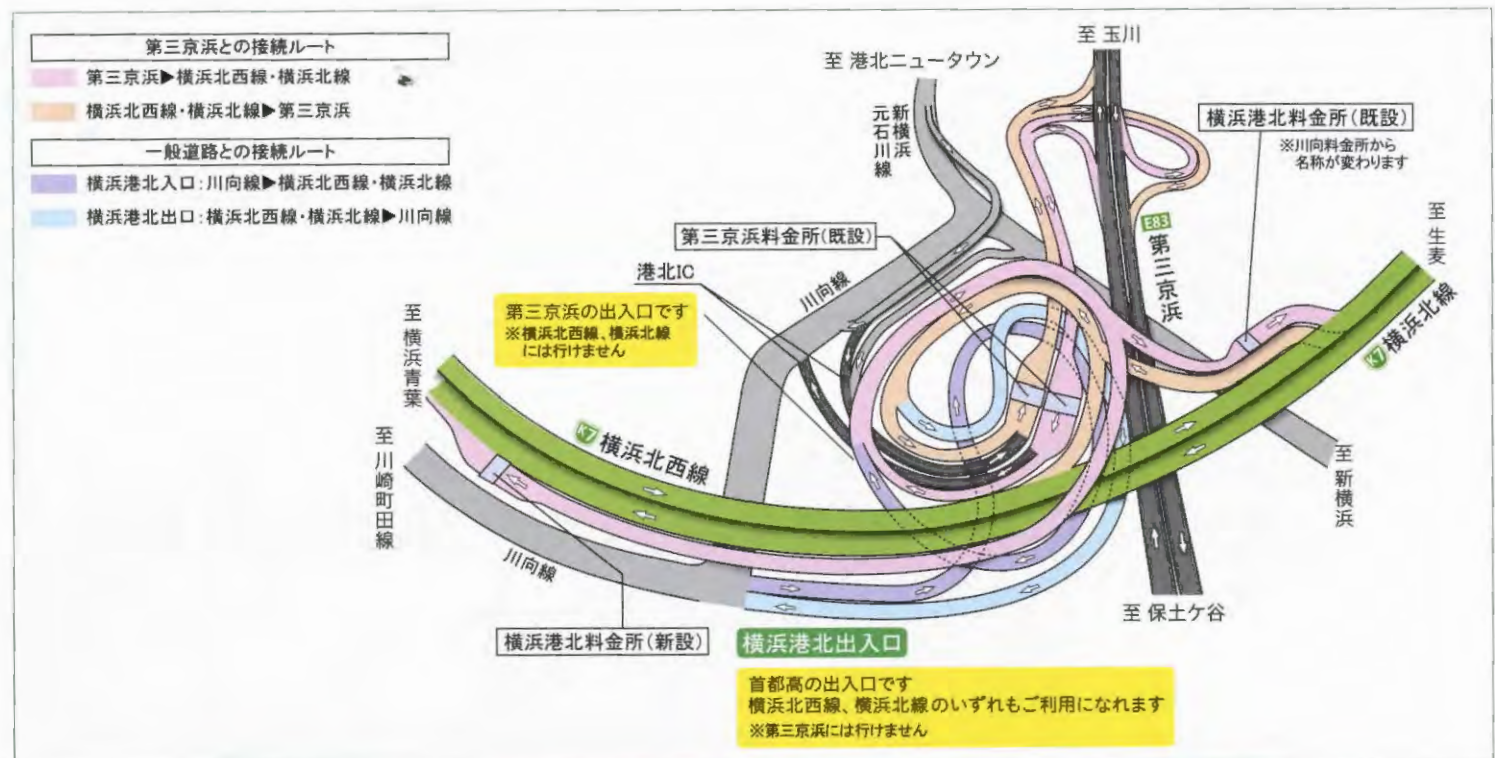 第三京浜との接続ルート
第三京浜▶横浜北西線・横浜北線
横浜北西線・横浜北線▶第三京浜
一般道路との接続ルート
横浜港北入口：川向線▶横浜北西線・横浜北線
横浜港北出口：横浜北西線・横浜北線▶川向線
至 玉川
至 港北ニュータウン
新横浜
元石川線
横浜港北料金所（既設）
※川向料金所から
名称が変わります
至 生麦
E83
第三京浜
第三京浜料金所（既設）
港北IC
川向線
第三京浜の出入口です
※横浜北西線、横浜北線
には行けません
至 横浜青葉
K7 横浜北線
K7 横浜北西線
至 川崎町田線
至 新横浜
川向線
至 保土ケ谷
横浜港北料金所（新設）
横浜港北出入口
首都高の出入口です
横浜北西線、横浜北線のいずれもご利用になれます
※第三京浜には行けません